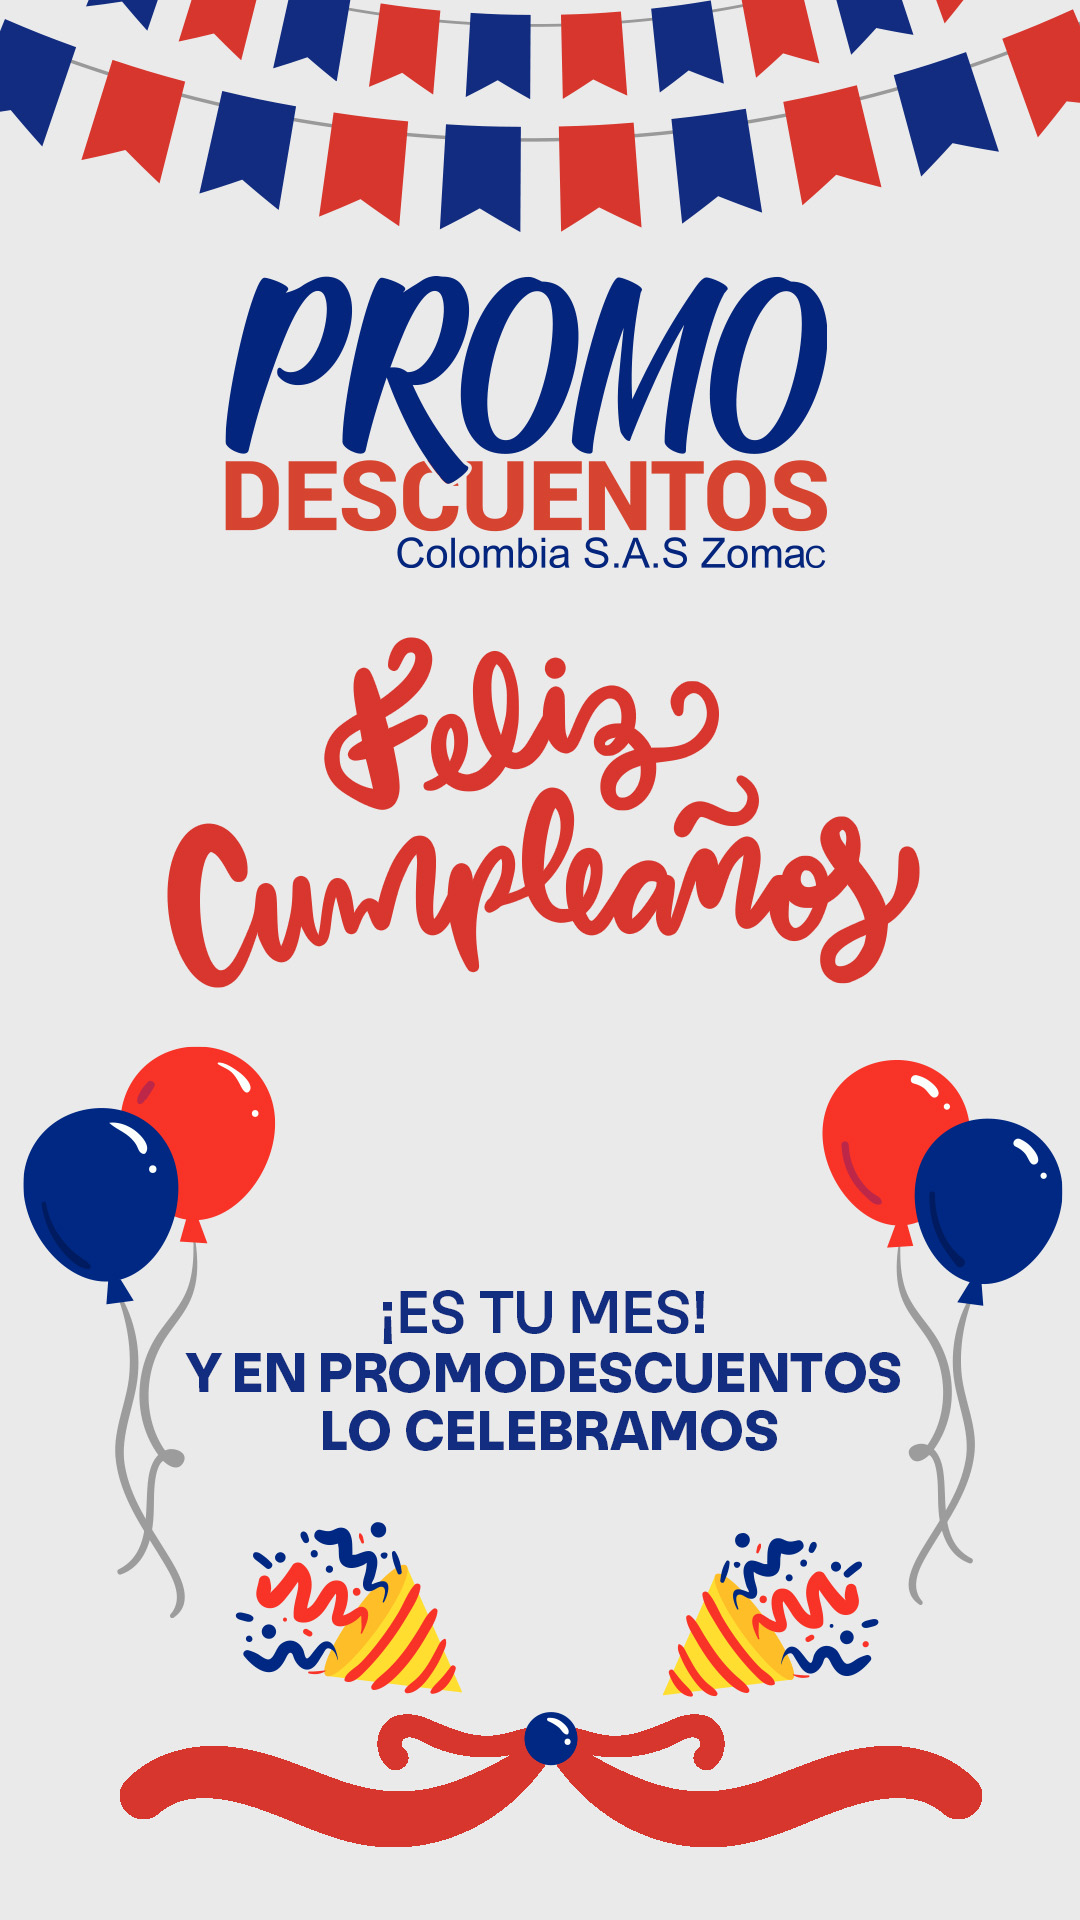 PROMO
DESCUENTOS
Colombia S.A.S Zomac
Feliz
Cumpleaños
¡ES TU MES!
Y EN PROMODESCUENTOS
LO CELEBRAMOS